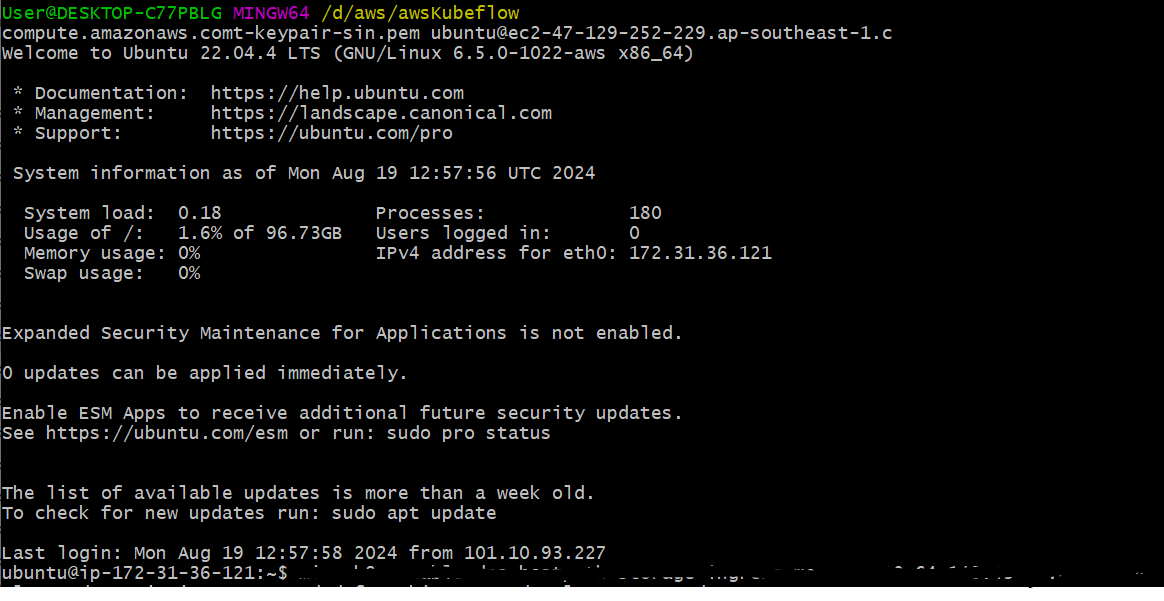 User@DESKTOP-C77PBLG MINGW64 /d/aws/awsKubeflow
compute.amazonaws.comt-keypair-sin.pem ubuntu@ec2-47-129-252-229.ap-southeast-1.c
Welcome to Ubuntu 22.04.4 LTS (GNU/Linux 6.5.0-1022-aws x86_64)
* Documentation:  https://help.ubuntu.com
* Management:     https://landscape.canonical.com
* Support:        https://ubuntu.com/pro
System information as of Mon Aug 19 12:57:56 UTC 2024
System load:  0.18              Processes:             180
Usage of /:   1.6% of 96.73GB   Users logged in:       0
Memory usage: 0%                IPv4 address for eth0: 172.31.36.121
Swap usage:   0%
Expanded Security Maintenance for Applications is not enabled.
0 updates can be applied immediately.
Enable ESM Apps to receive additional future security updates.
See https://ubuntu.com/esm or run: sudo pro status
The list of available updates is more than a week old.
To check for new updates run: sudo apt update
Last login: Mon Aug 19 12:57:58 2024 from 101.10.93.227
ubuntu@ip-172-31-36-121:~$